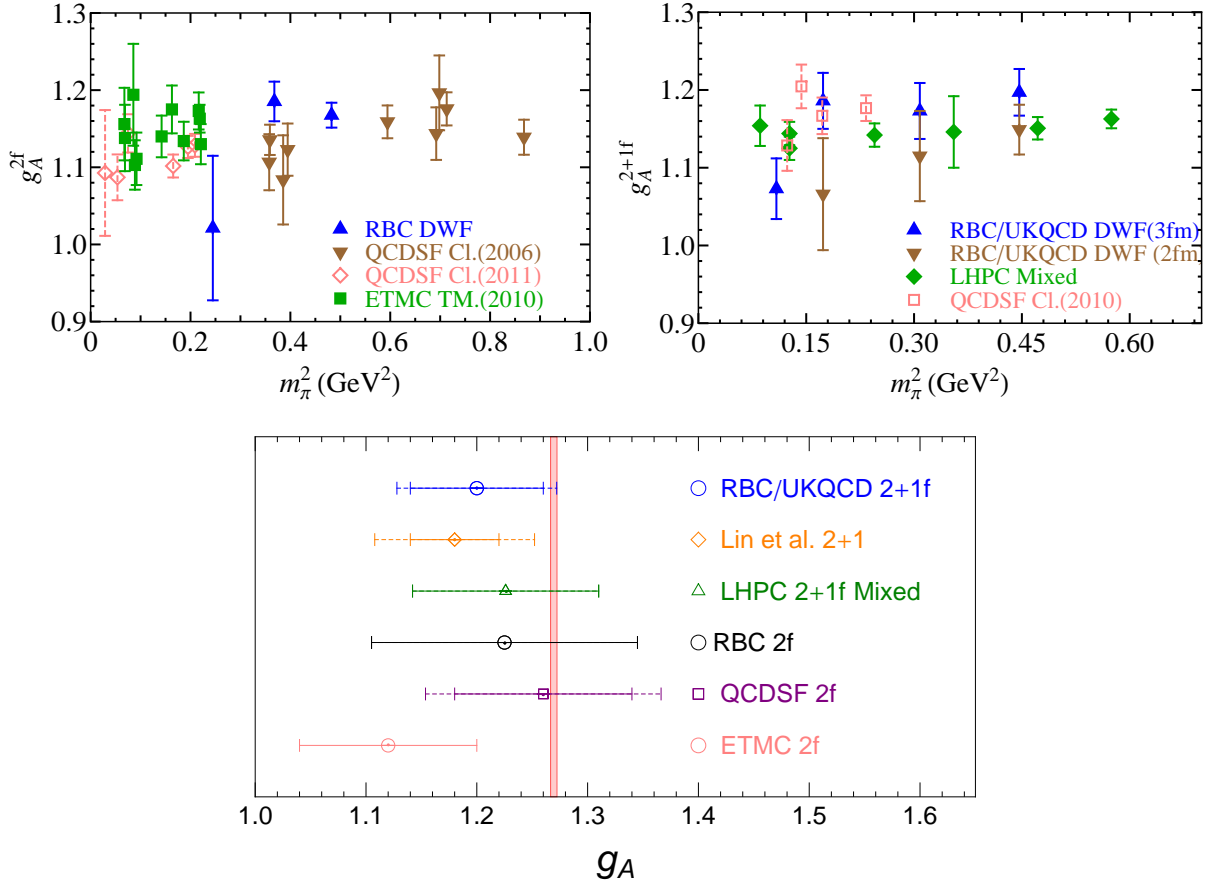 g_A^{2f}
1.3
1.2
1.1
1.0
0.9
RBC DWF
QCDSF Cl.(2006)
QCDSF Cl.(2011)
ETMC TM.(2010)
0 0.2 0.4 0.6 0.8 1.0
m_π^2 (GeV^2)
g_A^{2+1f}
1.3
1.2
1.1
1.0
0.9
RBC/UKQCD DWF(3fm)
RBC/UKQCD DWF (2fm
LHPC Mixed
QCDSF Cl.(2010)
0 0.15 0.30 0.45 0.60
m_π^2 (GeV^2)
RBC/UKQCD 2+1f
Lin et al. 2+1
LHPC 2+1f Mixed
RBC 2f
QCDSF 2f
ETMC 2f
1.0 1.1 1.2 1.3 1.4 1.5 1.6
g_A